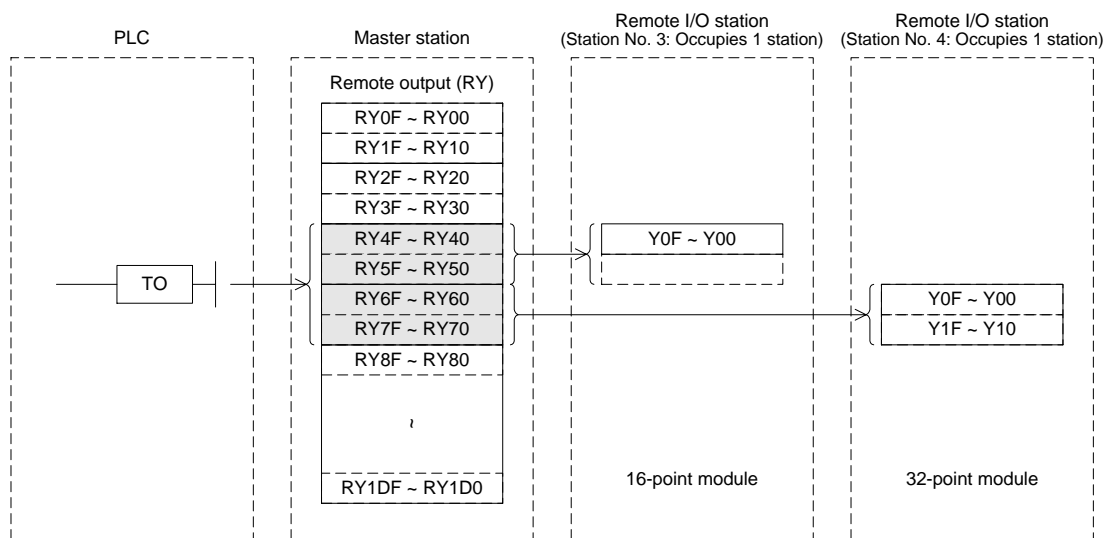 PLC
Master station
Remote I/O station
(Station No. 3: Occupies 1 station)
Remote I/O station
(Station No. 4: Occupies 1 station)
Remote output (RY)
RY0F ~ RY00
RY1F ~ RY10
RY2F ~ RY20
RY3F ~ RY30
RY4F ~ RY40
RY5F ~ RY50
RY6F ~ RY60
RY7F ~ RY70
RY8F ~ RY80
~
RY1DF ~ RY1D0
TO
Y0F ~ Y00
16-point module
Y0F ~ Y00
Y1F ~ Y10
32-point module